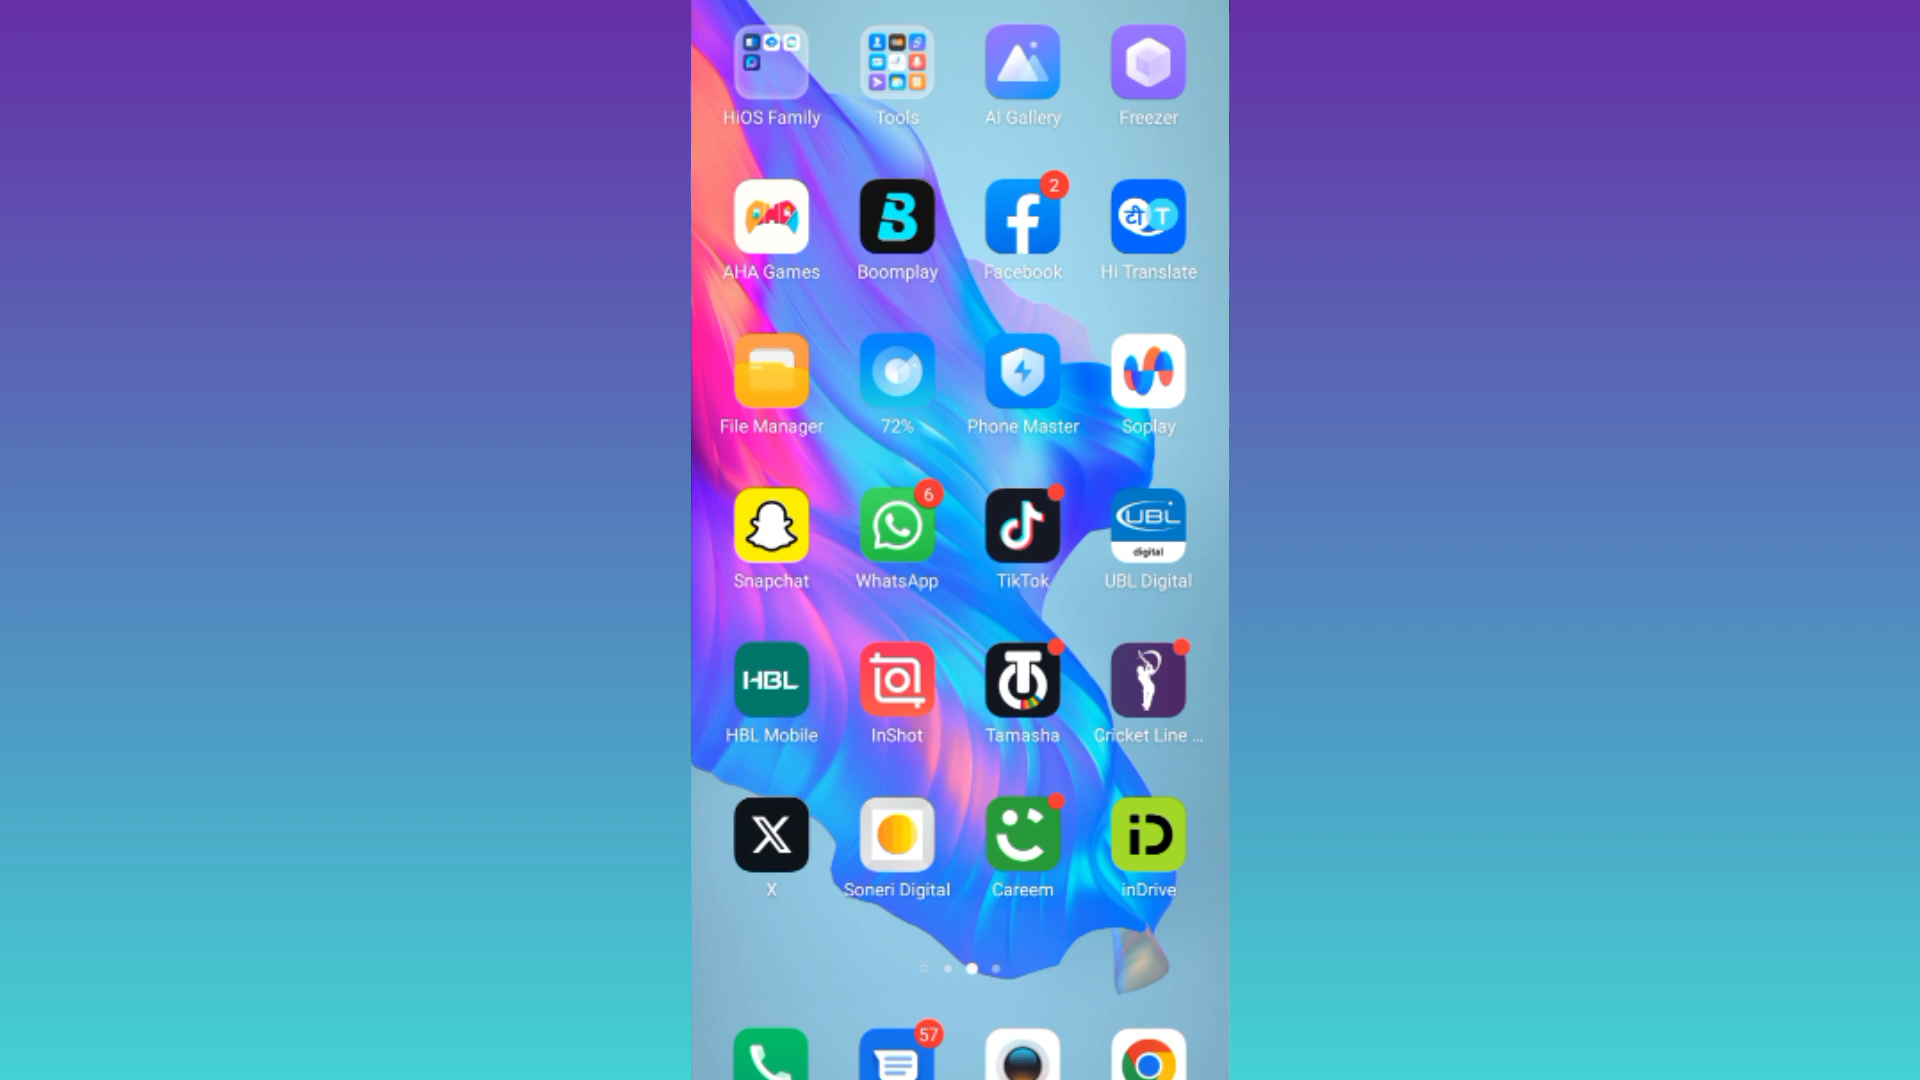 HiOS Family Tools AI Gallery Freezer
2
AHA
B
टी T
AHA Games Boomplay Facebook Hi Translate
File Manager 72% Phone Master Soplay
6
UBL
digital
Snapchat WhatsApp TikTok UBL Digital
HBL
HBL Mobile InShot Tamasha Cricket Line ...
X
iD
X Soneri Digital Careem inDrive
57